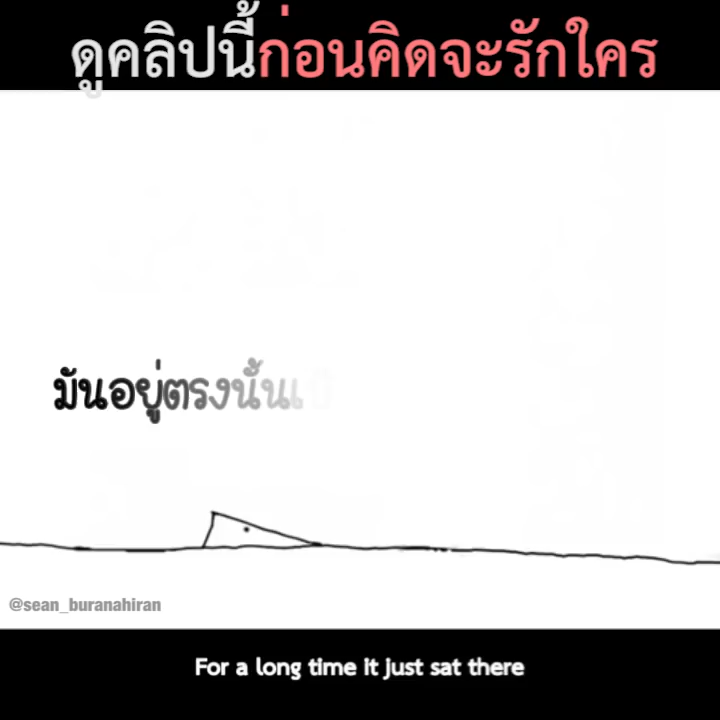 ดูคลิปนี้ก่อนคิดจะรักใคร
มันอยู่ตรงนั้น
@sean_buranahiran
For a long time it just sat there